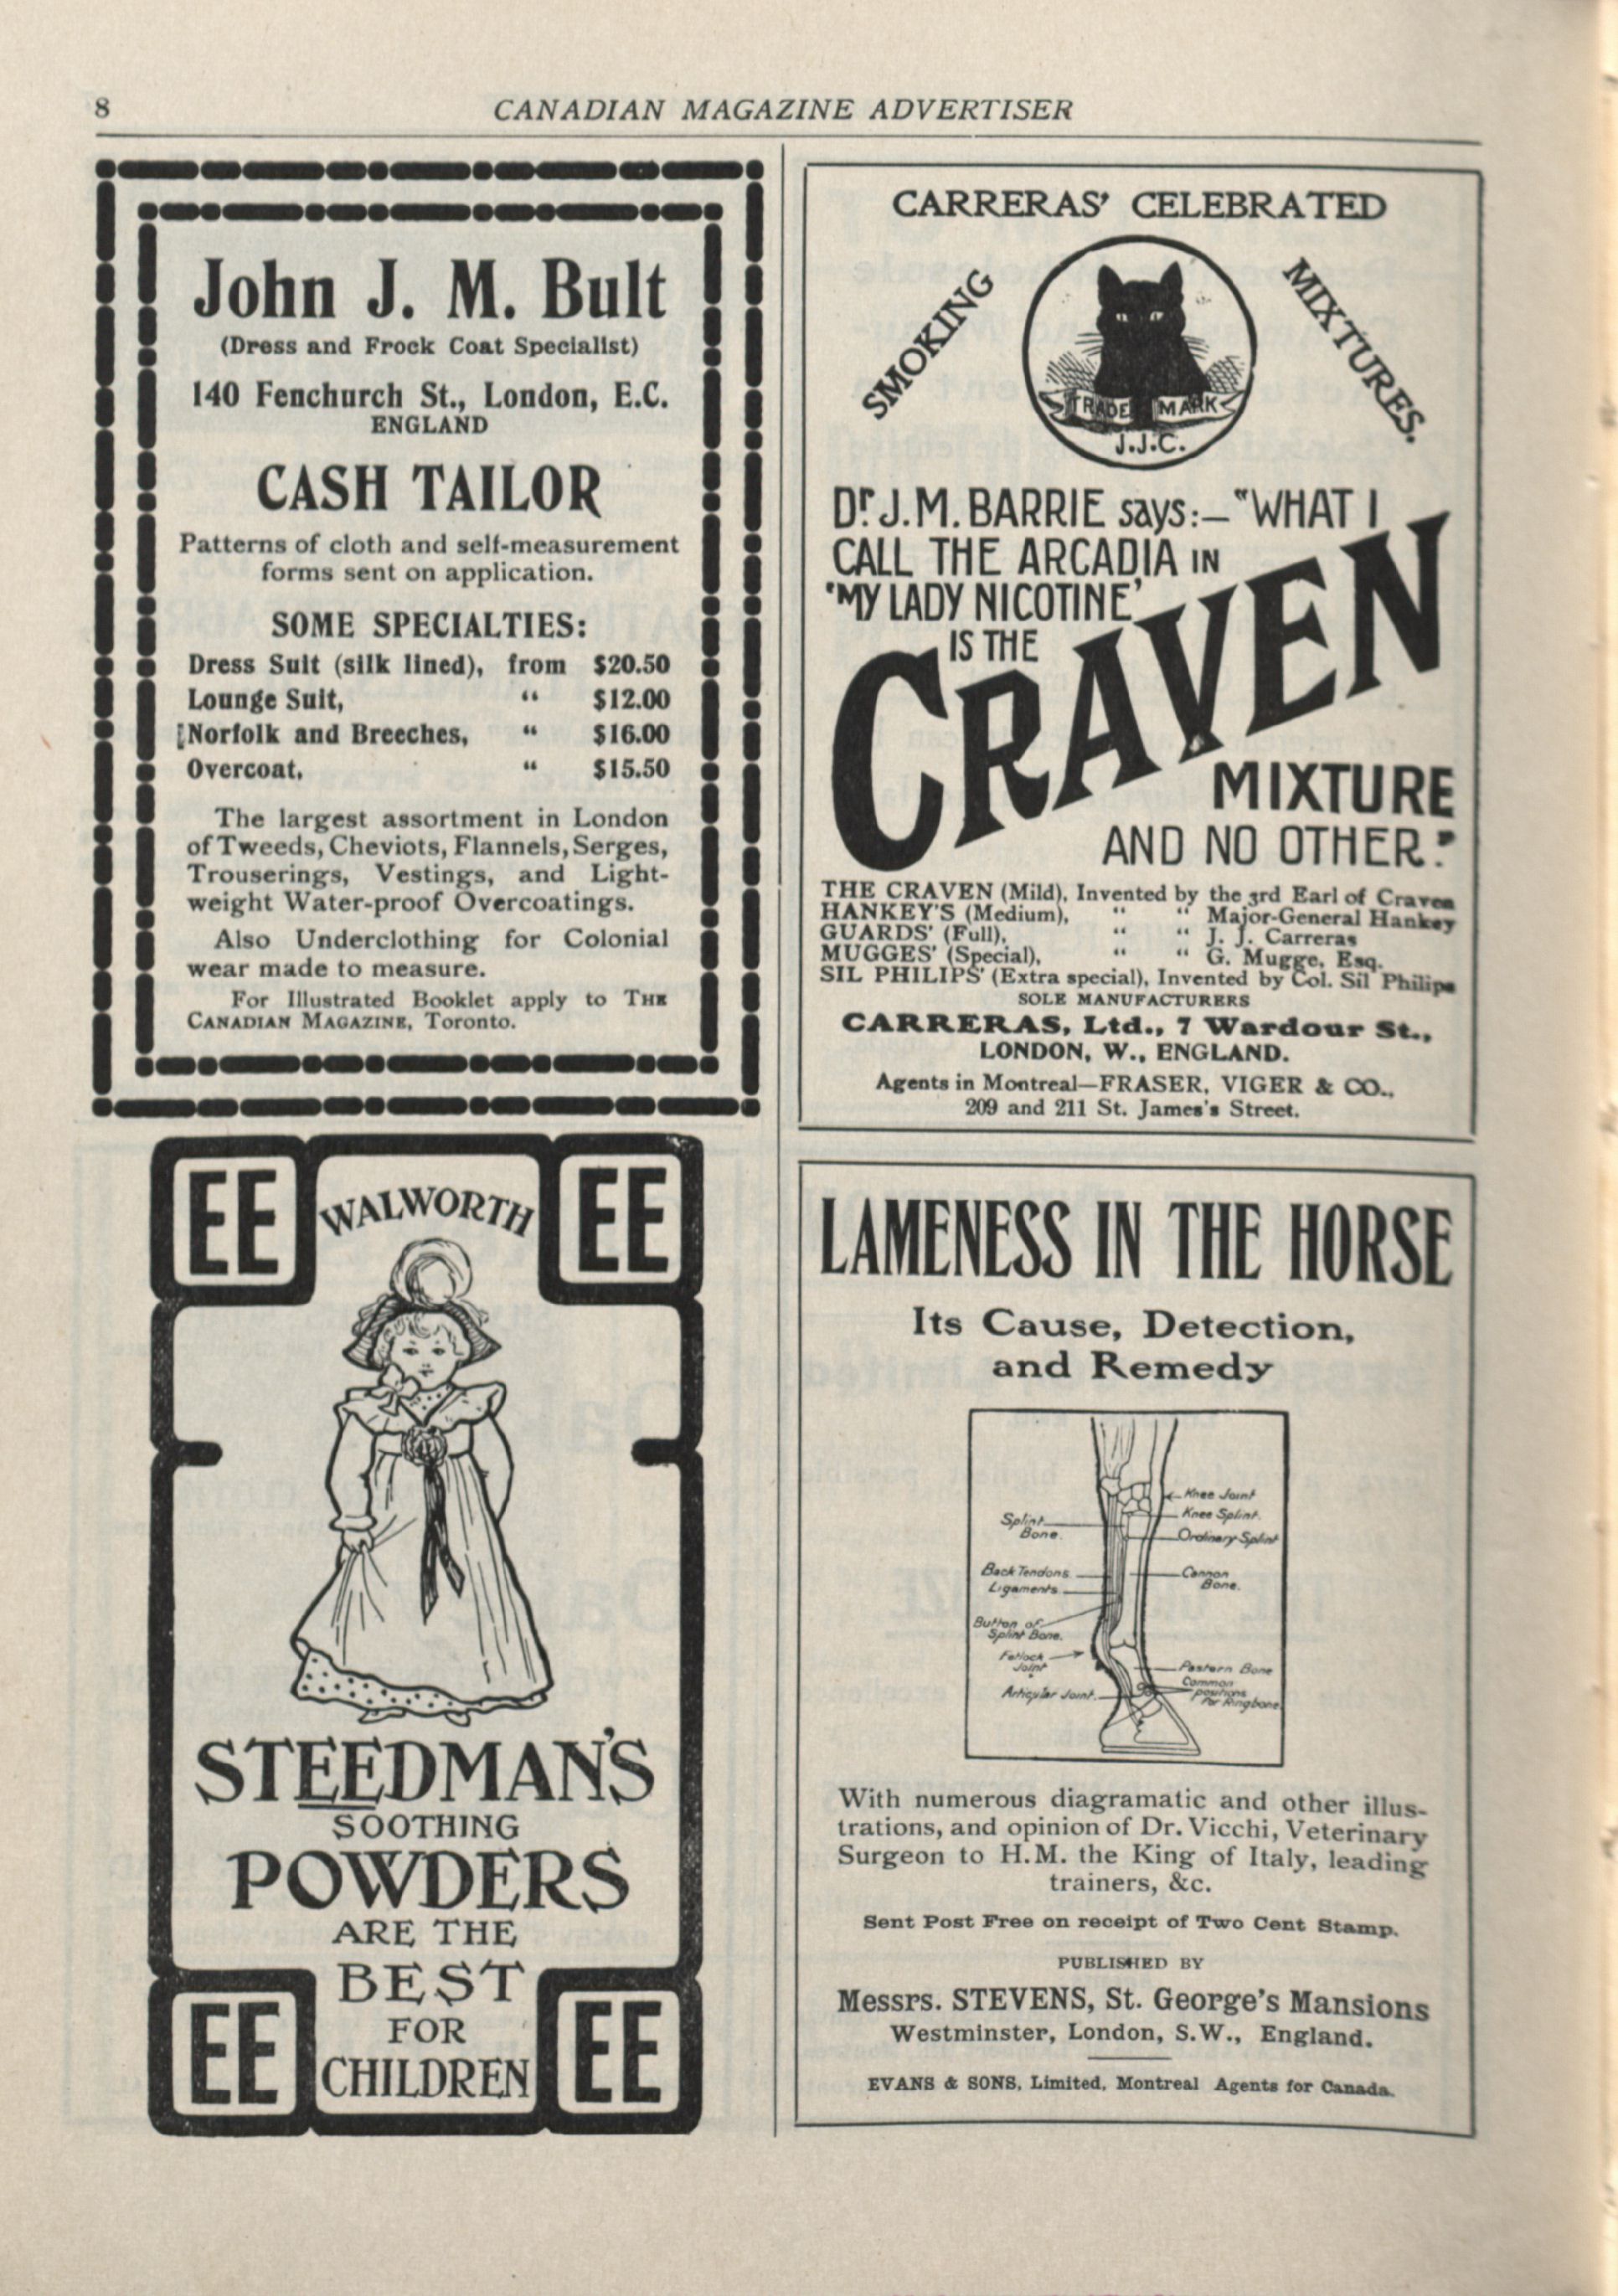 8
CANADIAN MAGAZINE ADVERTISER
John J. M. Bult
(Dress and Frock Coat Specialist)
140 Fenchurch St., London, E.C.
ENGLAND
CASH TAILOR
Patterns of cloth and self-measurement
forms sent on application.
SOME SPECIALTIES:
Dress Suit (silk lined), from $20.50
Lounge Suit, “ $12.00
Norfolk and Breeches, “ $16.00
Overcoat, “ $15.50
The largest assortment in London
of Tweeds, Cheviots, Flannels, Serges,
Trouserings, Vestings, and Light-
weight Water-proof Overcoatings.
Also Underclothing for Colonial
wear made to measure.
For Illustrated Booklet apply to THE
CANADIAN MAGAZINE, Toronto.
EE WALWORTH EE
STEEDMAN'S
SOOTHING
POWDERS
ARE THE
BEST
FOR
CHILDREN
EE EE
CARRERAS' CELEBRATED
SMOKING
MIXTURES.
TRADE MARK
J.J.C.
Dr. J. M. BARRIE says:— "WHAT I
CALL THE ARCADIA IN
'MY LADY NICOTINE'
IS THE
CRAVEN
MIXTURE
AND NO OTHER."
THE CRAVEN (Mild), Invented by the 3rd Earl of Craven
HANKEY'S (Medium), “ “ Major-General Hankey
GUARDS' (Full), “ “ J. J. Carreras
MUGGES' (Special), “ “ G. Mugge, Esq.
SIL PHILIPS' (Extra special), Invented by Col. Sil Philips
SOLE MANUFACTURERS
CARRERAS, Ltd., 7 Wardour St.,
LONDON, W., ENGLAND.
Agents in Montreal—FRASER, VIGER & CO.,
209 and 211 St. James's Street.
LAMENESS IN THE HORSE
Its Cause, Detection,
and Remedy
Knee Joint
Knee Splint.
Splint
Bone.
Ordinary Splint
Back Tendons
Cannon
Bone.
Ligaments
Button of
Splint Bone.
Fetlock
Joint
Pastern Bone
Articular Joint.
Common
positions
for Ringbone
With numerous diagramatic and other illus-
trations, and opinion of Dr. Vicchi, Veterinary
Surgeon to H.M. the King of Italy, leading
trainers, &c.
Sent Post Free on receipt of Two Cent Stamp.
PUBLISHED BY
Messrs. STEVENS, St. George's Mansions
Westminster, London, S.W., England.
EVANS & SONS, Limited, Montreal Agents for Canada.